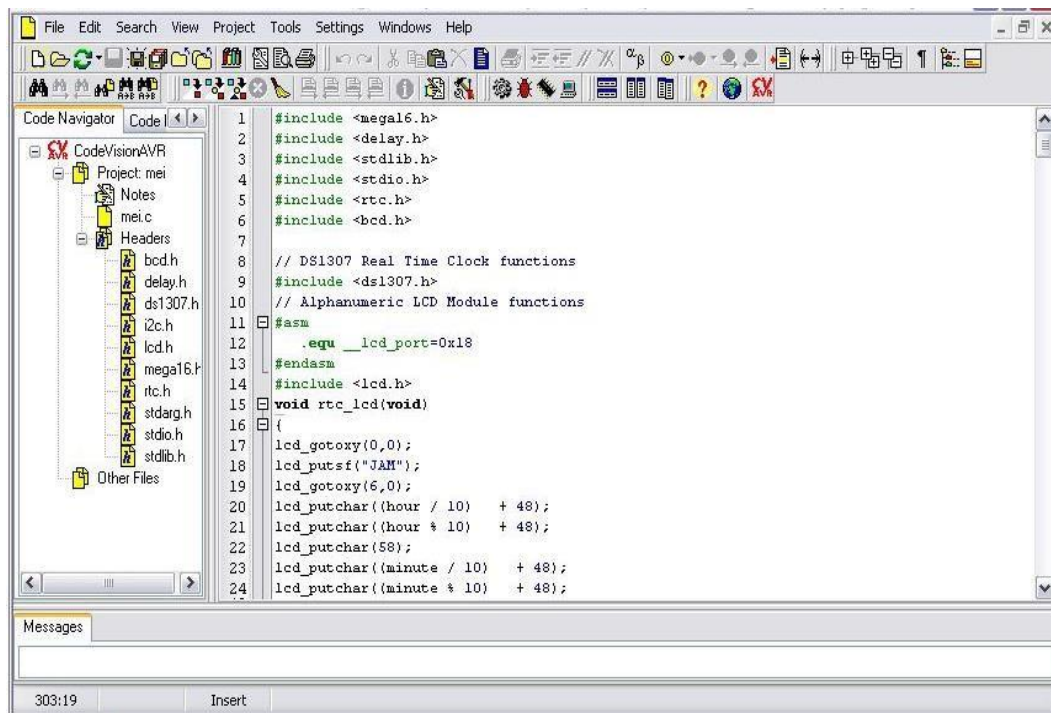 File Edit Search View Project Tools Settings Windows Help
Code Navigator Code I
CodeVisionAVR
Project: mei
Notes
mei.c
Headers
bcd.h
delay.h
ds1307.h
i2c.h
lcd.h
mega16.h
rtc.h
stdarg.h
stdio.h
stdlib.h
Other Files
1 #include <mega16.h>
2 #include <delay.h>
3 #include <stdlib.h>
4 #include <stdio.h>
5 #include <rtc.h>
6 #include <bcd.h>
7
8 // DS1307 Real Time Clock functions
9 #include <ds1307.h>
10 // Alphanumeric LCD Module functions
11 #asm
12 .equ __lcd_port=0x18
13 #endasm
14 #include <lcd.h>
15 void rtc_lcd(void)
16 {
17 lcd_gotoxy(0,0);
18 lcd_putsf("JAM");
19 lcd_gotoxy(6,0);
20 lcd_putchar((hour / 10) + 48);
21 lcd_putchar((hour % 10) + 48);
22 lcd_putchar(58);
23 lcd_putchar((minute / 10) + 48);
24 lcd_putchar((minute % 10) + 48);
Messages
303:19 Insert